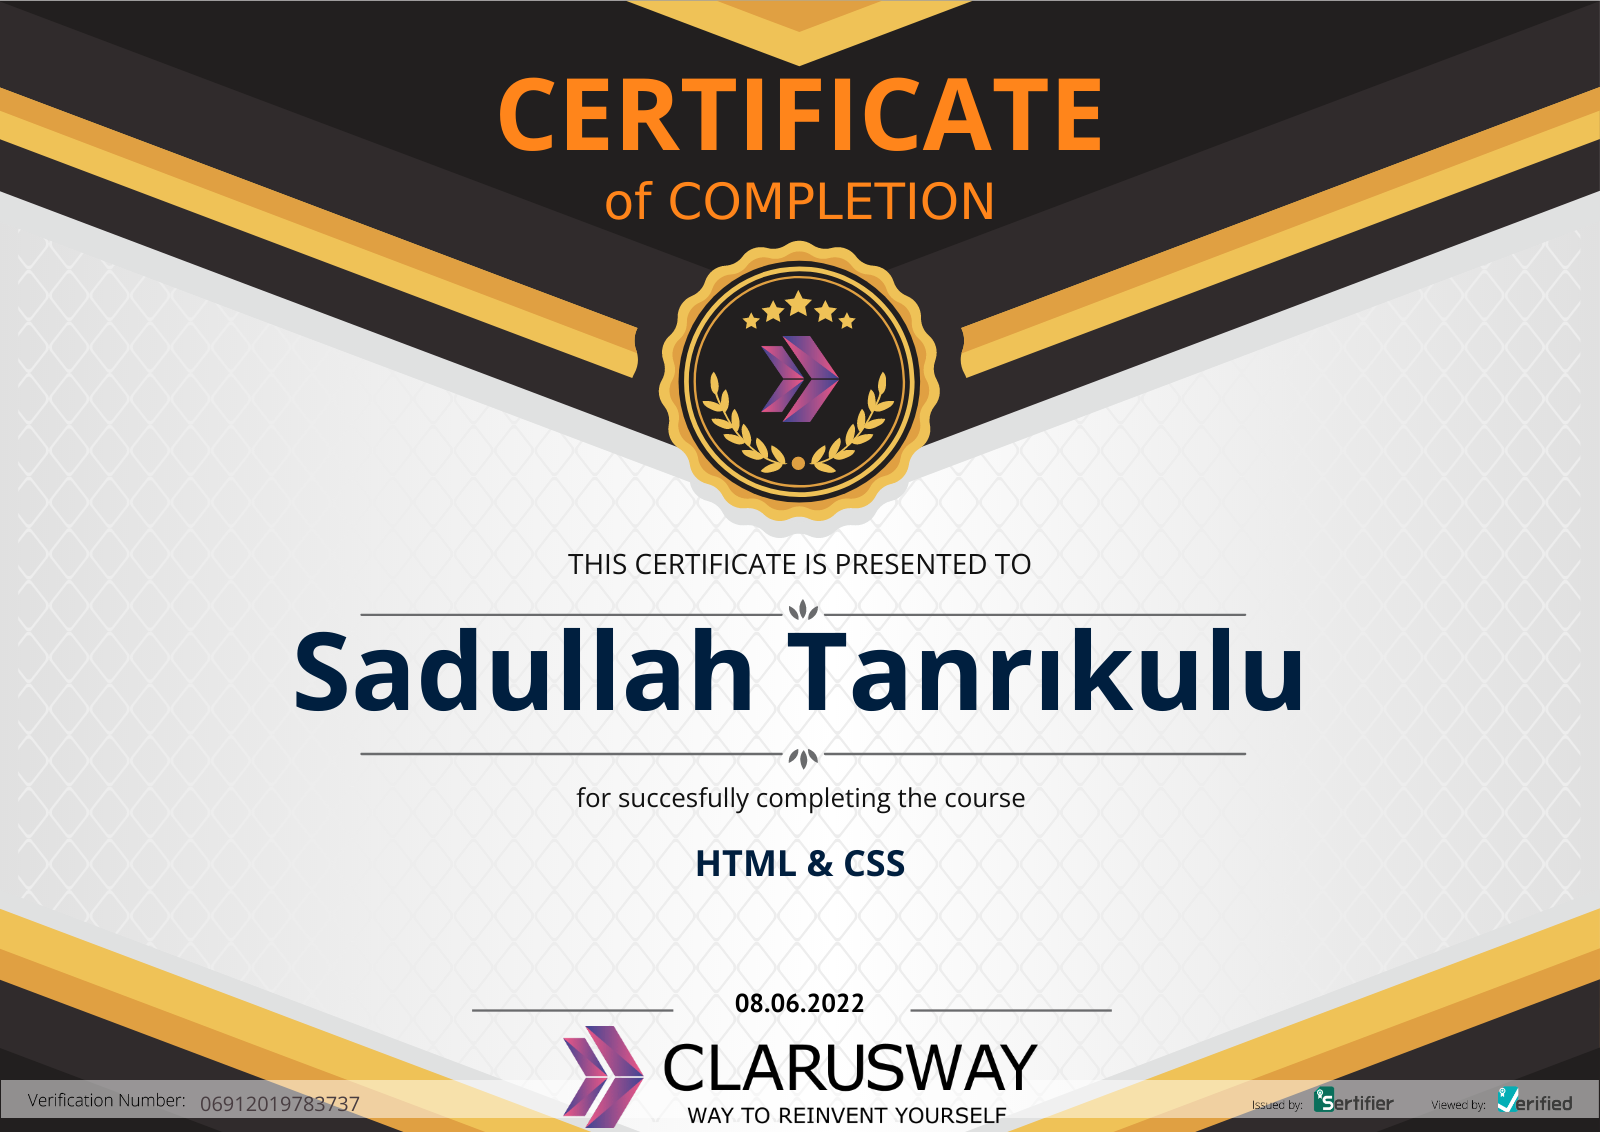 CERTIFICATE
of COMPLETION
THIS CERTIFICATE IS PRESENTED TO
Sadullah Tanrıkulu
for succesfully completing the course
HTML & CSS
08.06.2022
CLARUSWAY
WAY TO REINVENT YOURSELF
Verification Number: 06912019783737
Issued by: Sertifier
Viewed by: Verified